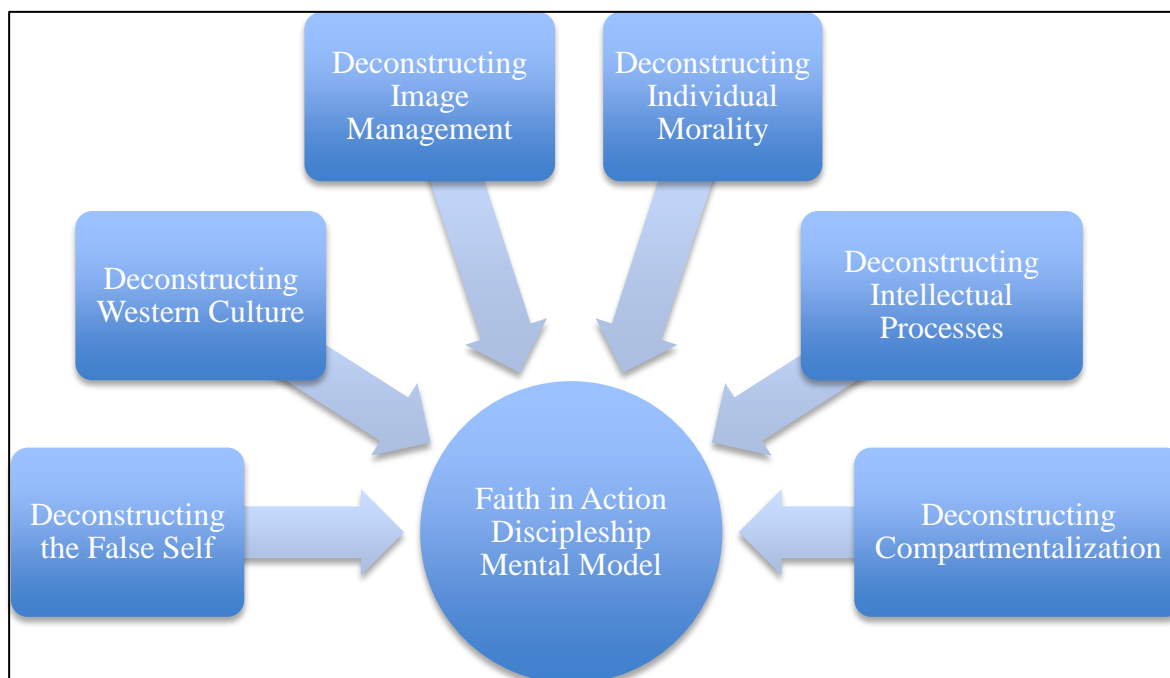 Deconstructing
Image
Management
Deconstructing
Individual
Morality
Deconstructing
Western Culture
Deconstructing
Intellectual
Processes
Deconstructing
the False Self
Faith in Action
Discipleship
Mental Model
Deconstructing
Compartmentalization